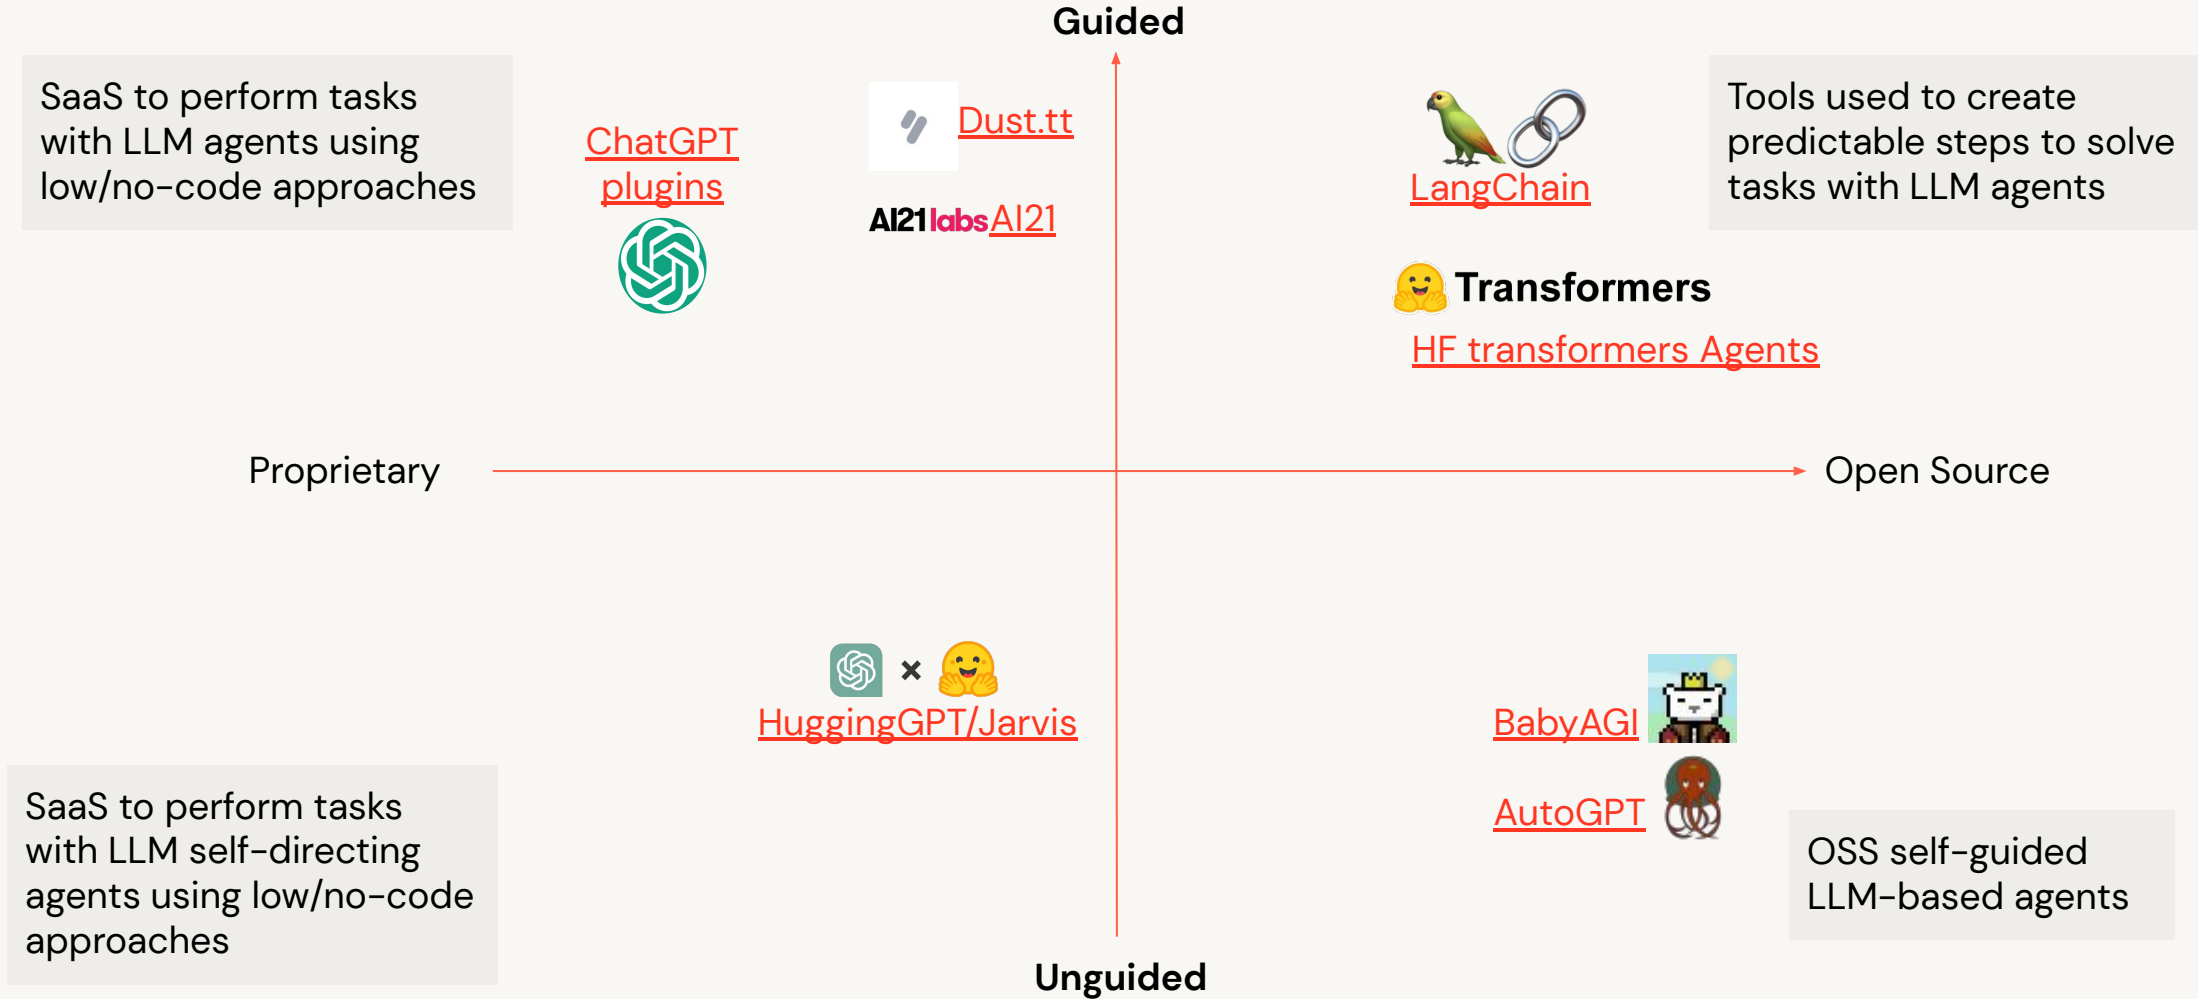 Guided
SaaS to perform tasks
with LLM agents using
low/no-code approaches
ChatGPT
plugins
Dust.tt
AI21labs AI21
LangChain
Tools used to create
predictable steps to solve
tasks with LLM agents
Transformers
HF transformers Agents
Proprietary
Open Source
HuggingGPT/Jarvis
BabyAGI
AutoGPT
SaaS to perform tasks
with LLM self-directing
agents using low/no-code
approaches
OSS self-guided
LLM-based agents
Unguided